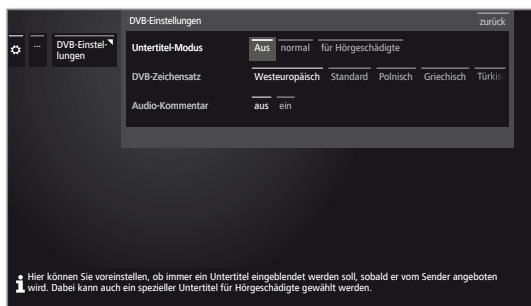 DVB-Einstellungen zurück
... DVB-Einstel-
lungen
Untertitel-Modus Aus normal für Hörgeschädigte
DVB-Zeichensatz Westeuropäisch Standard Polnisch Griechisch Türkis
Audio-Kommentar aus ein
Hier können Sie voreinstellen, ob immer ein Untertitel eingeblendet werden soll, sobald er vom Sender angeboten
wird. Dabei kann auch ein spezieller Untertitel für Hörgeschädigte gewählt werden.